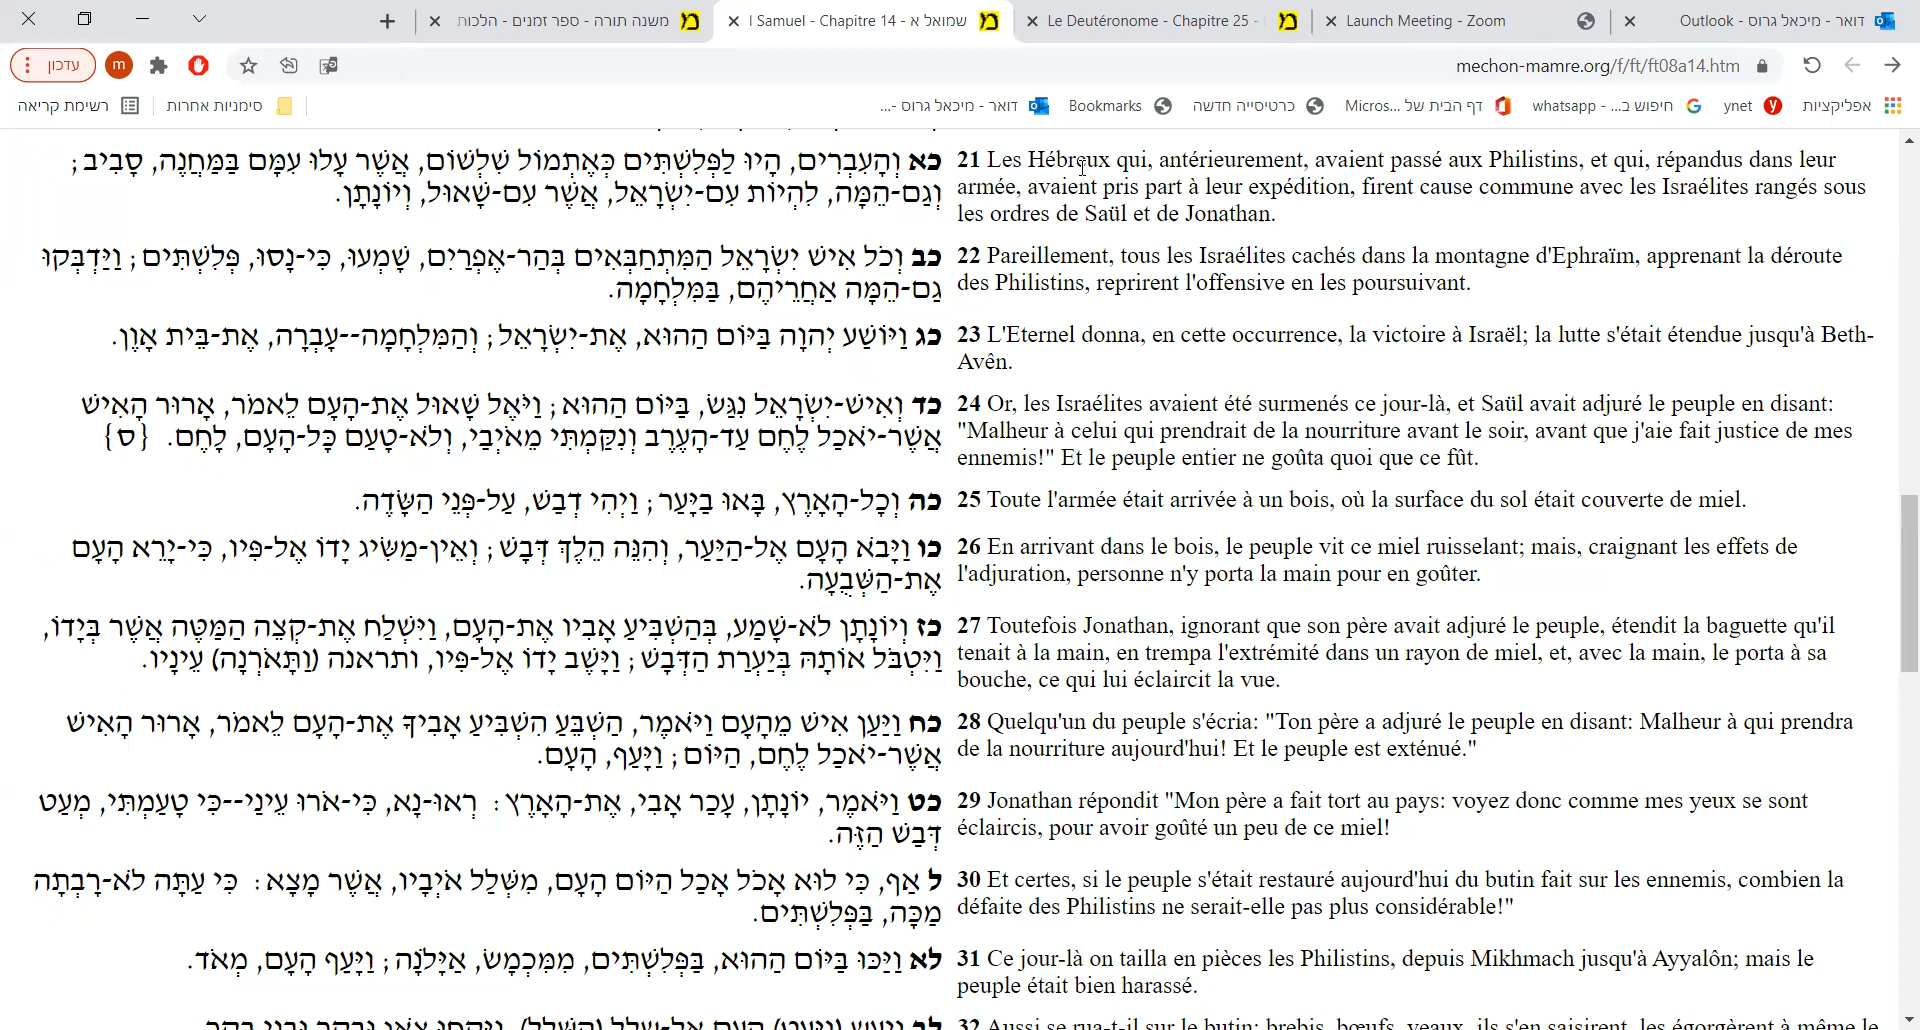 משנה תורה - ספר זמנים - הלכות
I Samuel - Chapitre 14 - שמואל א
Le Deutéronome - Chapitre 25 -
Launch Meeting - Zoom
דואר - מיכאל גרוס - Outlook
עדכון
m
mechon-mamre.org/f/ft/ft08a14.htm
רשימת קריאה
סימניות אחרות
דואר - מיכאל גרוס -...
Bookmarks
כרטיסייה חדשה
דף הבית של Micros...
חיפוש ב... - whatsapp
ynet
אפליקציות
כא וְהָעִבְרִים, הָיוּ לַפְּלִשְׁתִּים כְּאֶתְמוֹל שִׁלְשׁוֹם, אֲשֶׁר עָלוּ עִמָּם בַּמַּחֲנֶה, סָבִיב;
וְגַם-הֵמָּה, לִהְיוֹת עִם-יִשְׂרָאֵל, אֲשֶׁר עִם-שָׁאוּל, וְיוֹנָתָן.
21 Les Hébreux qui, antérieurement, avaient passé aux Philistins, et qui, répandus dans leur
armée, avaient pris part à leur expédition, firent cause commune avec les Israélites rangés sous
les ordres de Saül et de Jonathan.
כב וְכֹל אִישׁ יִשְׂרָאֵל הַמִּתְחַבְּאִים בְּהַר-אֶפְרַיִם, שָׁמְעוּ, כִּי-נָסוּ, פְּלִשְׁתִּים; וַיַּדְבְּקוּ
גַם-הֵמָּה אַחֲרֵיהֶם, בַּמִּלְחָמָה.
22 Pareillement, tous les Israélites cachés dans la montagne d'Ephraïm, apprenant la déroute
des Philistins, reprirent l'offensive en les poursuivant.
כג וַיּוֹשַׁע יְהוָה בַּיּוֹם הַהוּא, אֶת-יִשְׂרָאֵל; וְהַמִּלְחָמָה--עָבְרָה, אֶת-בֵּית אָוֶן.
23 L'Eternel donna, en cette occurrence, la victoire à Israël; la lutte s'était étendue jusqu'à Beth-
Avên.
כד וְאִישׁ-יִשְׂרָאֵל נִגַּשׂ, בַּיּוֹם הַהוּא; וַיֹּאֶל שָׁאוּל אֶת-הָעָם לֵאמֹר, אָרוּר הָאִישׁ
אֲשֶׁר-יֹאכַל לֶחֶם עַד-הָעֶרֶב וְנִקַּמְתִּי מֵאֹיְבַי, וְלֹא-טָעַם כָּל-הָעָם, לָחֶם. {ס}
24 Or, les Israélites avaient été surmenés ce jour-là, et Saül avait adjuré le peuple en disant:
"Malheur à celui qui prendrait de la nourriture avant le soir, avant que j'aie fait justice de mes
ennemis!" Et le peuple entier ne goûta quoi que ce fût.
כה וְכָל-הָאָרֶץ, בָּאוּ בַיָּעַר; וַיְהִי דְבַשׁ, עַל-פְּנֵי הַשָּׂדֶה.
25 Toute l'armée était arrivée à un bois, où la surface du sol était couverte de miel.
כו וַיָּבֹא הָעָם אֶל-הַיַּעַר, וְהִנֵּה הֵלֶךְ דְּבָשׁ; וְאֵין-מַשִּׂיג יָדוֹ אֶל-פִּיו, כִּי-יָרֵא הָעָם
אֶת-הַשְּׁבֻעָה.
26 En arrivant dans le bois, le peuple vit ce miel ruisselant; mais, craignant les effets de
l'adjuration, personne n'y porta la main pour en goûter.
כז וְיוֹנָתָן לֹא-שָׁמַע, בְּהַשְׁבִּיעַ אָבִיו אֶת-הָעָם, וַיִּשְׁלַח אֶת-קְצֵה הַמַּטֶּה אֲשֶׁר בְּיָדוֹ,
וַיִּטְבֹּל אוֹתָהּ בְּיַעְרַת הַדְּבָשׁ; וַיָּשֶׁב יָדוֹ אֶל-פִּיו, ותראנה (וַתָּאֹרְנָה) עֵינָיו.
27 Toutefois Jonathan, ignorant que son père avait adjuré le peuple, étendit la baguette qu'il
tenait à la main, en trempa l'extrémité dans un rayon de miel, et, avec la main, le porta à sa
bouche, ce qui lui éclaircit la vue.
כח וַיַּעַן אִישׁ מֵהָעָם וַיֹּאמֶר, הַשְׁבֵּעַ הִשְׁבִּיעַ אָבִיךָ אֶת-הָעָם לֵאמֹר, אָרוּר הָאִישׁ
אֲשֶׁר-יֹאכַל לֶחֶם, הַיּוֹם; וַיָּעַף, הָעָם.
28 Quelqu'un du peuple s'écria: "Ton père a adjuré le peuple en disant: Malheur à qui prendra
de la nourriture aujourd'hui! Et le peuple est exténué."
כט וַיֹּאמֶר, יוֹנָתָן, עָכַר אָבִי, אֶת-הָאָרֶץ: רְאוּ-נָא, כִּי-אֹרוּ עֵינַי--כִּי טָעַמְתִּי, מְעַט
דְּבַשׁ הַזֶּה.
29 Jonathan répondit "Mon père a fait tort au pays: voyez donc comme mes yeux se sont
éclaircis, pour avoir goûté un peu de ce miel!
ל אַף, כִּי לוּא אָכֹל אָכַל הַיּוֹם הָעָם, מִשְּׁלַל אֹיְבָיו, אֲשֶׁר מָצָא: כִּי עַתָּה לֹא-רָבְתָה
מַכָּה, בַּפְּלִשְׁתִּים.
30 Et certes, si le peuple s'était restauré aujourd'hui du butin fait sur les ennemis, combien la
défaite des Philistins ne serait-elle pas plus considérable!"
לא וַיַּכּוּ בַּיּוֹם הַהוּא, בַּפְּלִשְׁתִּים, מִמִּכְמָשׂ, אַיָּלֹנָה; וַיָּעַף הָעָם, מְאֹד.
31 Ce jour-là on tailla en pièces les Philistins, depuis Mikhmach jusqu'à Ayyalôn; mais le
peuple était bien harassé.
32 Aussi se rua-t-il sur le butin: brebis, bœufs, veaux, ils s'en saisirent, les égorgèrent à même le